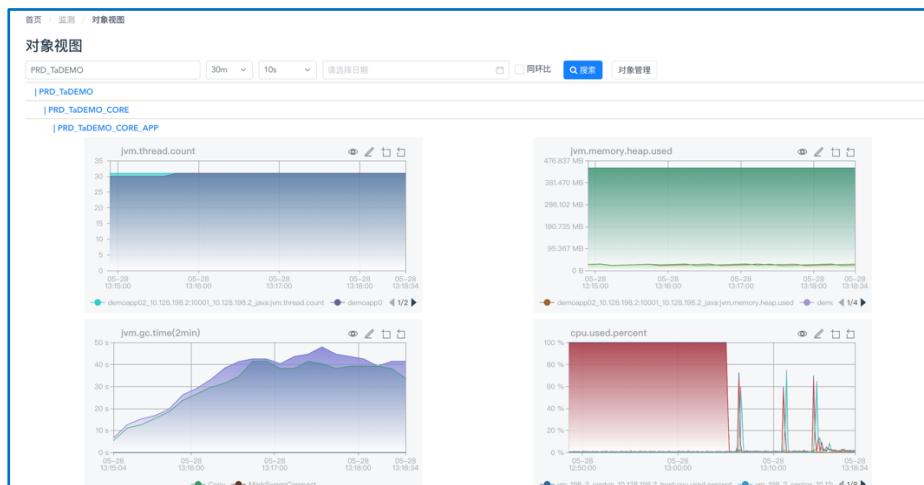 首页 / 监测 / 对象视图
对象视图
PRD_TaDEMO 30m 10s 请选择日期 同环比 搜索 对象管理
| PRD_TaDEMO
| PRD_TaDEMO_CORE
| PRD_TaDEMO_CORE_APP
jvm.thread.count
35
30
25
20
15
10
5
0
05-28 05-28 05-28 05-28 05-28
13:15:00 13:16:00 13:17:00 13:18:00 13:18:34
demoapp02_10.128.198.2:10001_10.128.198.2_java:jvm.thread.count demoapp0 1/2
jvm.memory.heap.used
476.837 MB
381.470 MB
286.102 MB
190.735 MB
95.367 MB
0 B
05-28 05-28 05-28 05-28 05-28
13:15:00 13:16:00 13:17:00 13:18:00 13:18:34
demoapp02_10.128.198.2:10001_10.128.198.2_java:jvm.memory.heap.used 1/4
jvm.gc.time(2min)
50 s
40 s
30 s
20 s
10 s
0 s
05-28 05-28 05-28 05-28 05-28
13:15:04 13:16:00 13:17:00 13:18:00 13:18:34
Copy MarkSweepCompact
cpu.used.percent
100 %
80 %
60 %
40 %
20 %
0 %
05-28 05-28 05-28 05-28
12:50:00 13:00:00 13:10:00 13:18:34